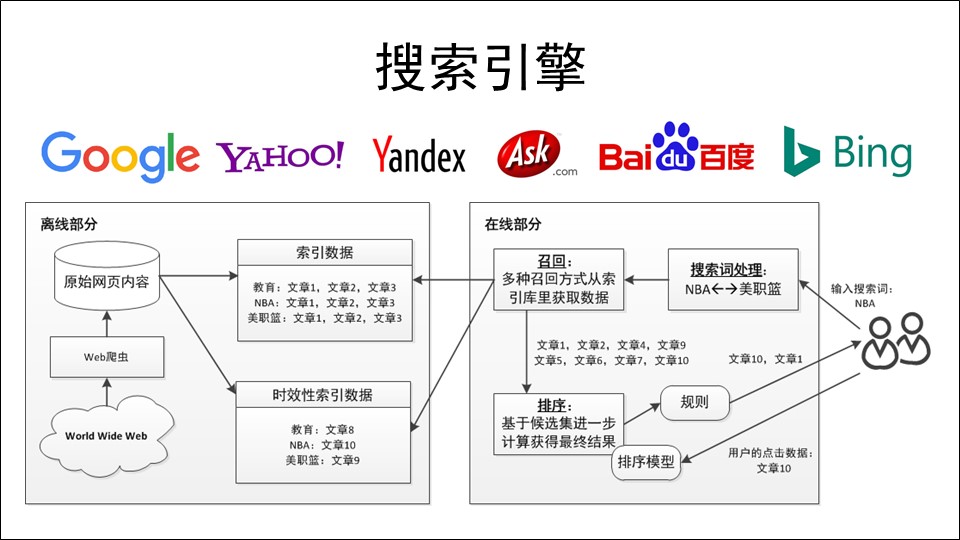 搜索引擎
Google YAHOO! Yandex Ask .com Bai du 百度 Bing
离线部分
原始网页内容
Web爬虫
World Wide Web
索引数据
教育：文章1，文章2，文章3
NBA：文章1，文章2，文章3
美职篮：文章1，文章2，文章3
时效性索引数据
教育：文章8
NBA：文章10
美职篮：文章9
在线部分
召回：
多种召回方式从索
引库里获取数据
搜索词处理：
NBA←→美职篮
输入搜索词：
NBA
文章1，文章2，文章4，文章9
文章5，文章6，文章7，文章10
文章10，文章1
排序：
基于候选集进一步
计算获得最终结果
规则
排序模型
用户的点击数据：
文章10